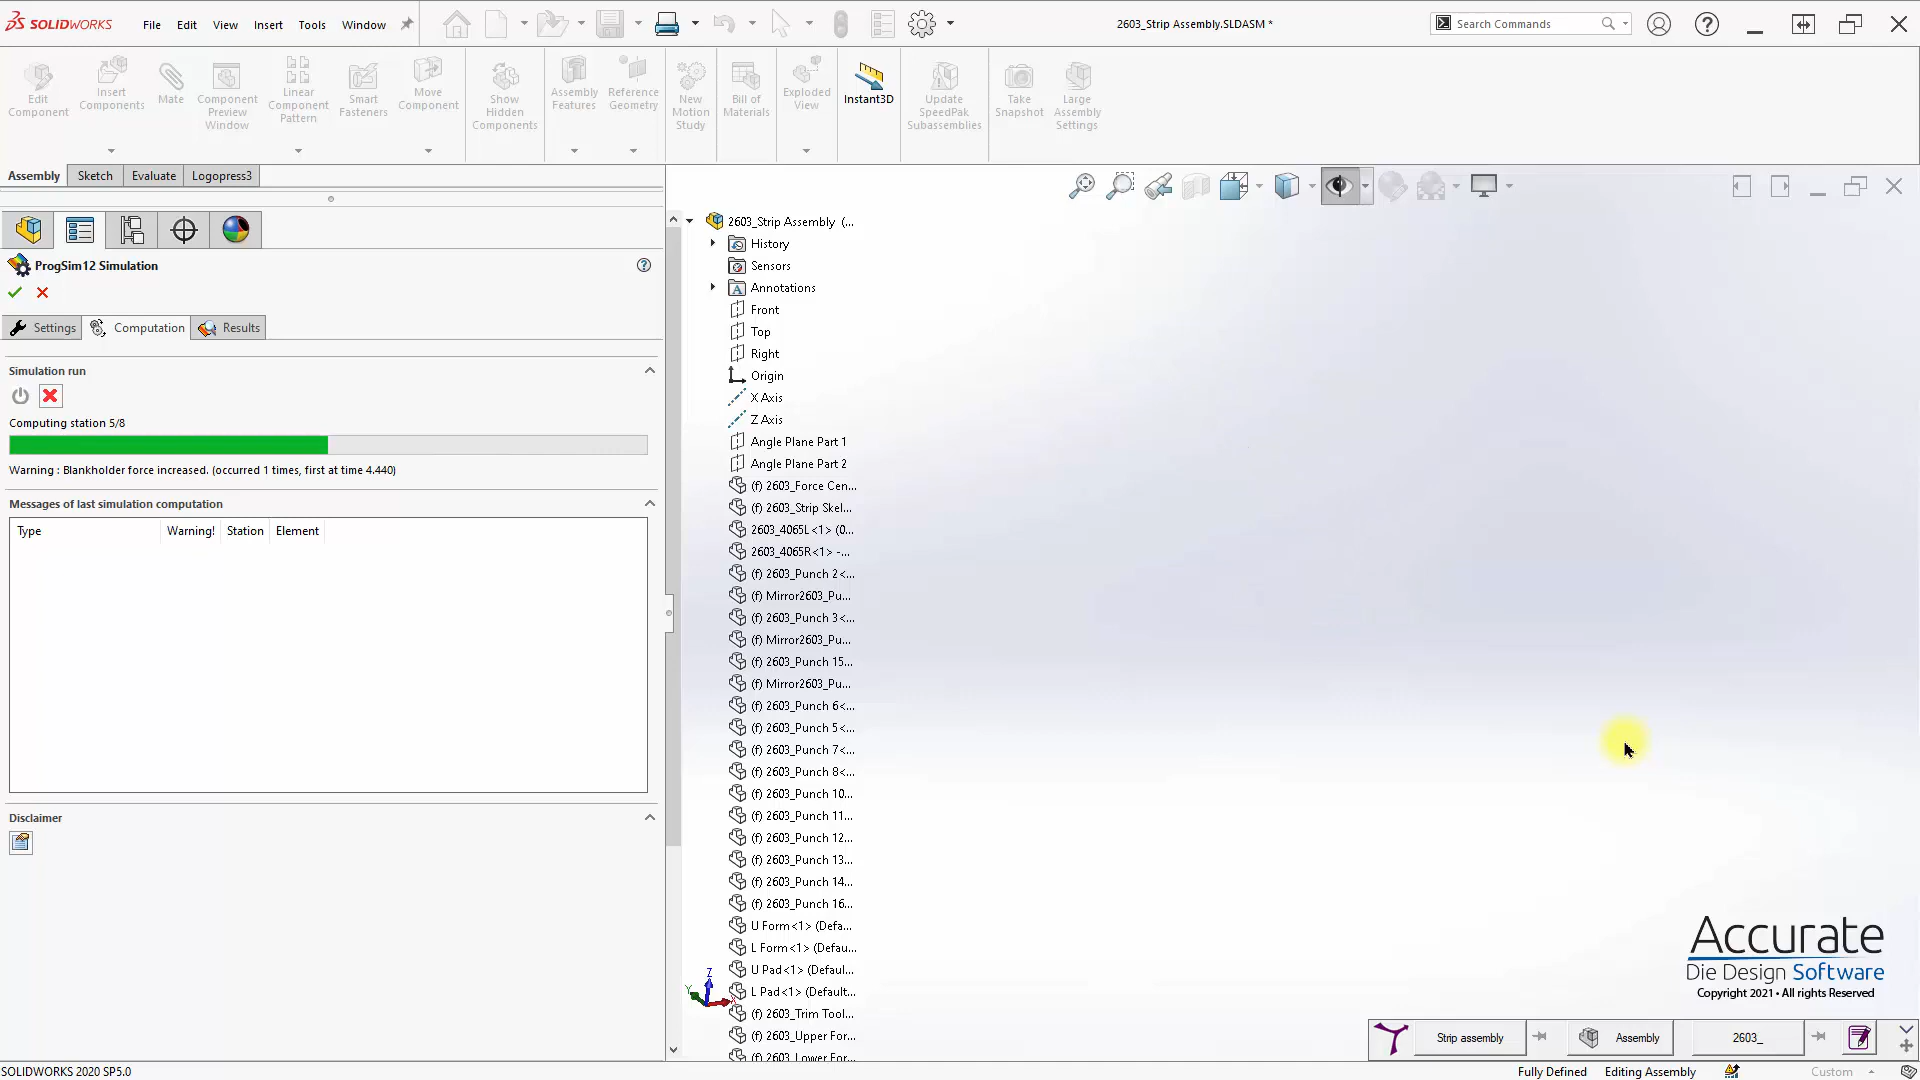 SOLIDWORKS File Edit View Insert Tools Window 2603_Strip Assembly.SLDASM * Search Commands
Edit Component
Insert Components
Mate
Component Preview Window
Linear Component Pattern
Smart Fasteners
Move Component
Show Hidden Components
Assembly Features
Reference Geometry
New Motion Study
Bill of Materials
Exploded View
Instant3D
Update SpeedPak Subassemblies
Take Snapshot
Large Assembly Settings
Assembly Sketch Evaluate Logopress3
ProgSim12 Simulation
Settings Computation Results
Simulation run
Computing station 5/8
Warning : Blankholder force increased. (occurred 1 times, first at time 4.440)
Messages of last simulation computation
Type Warning! Station Element
Disclaimer
2603_Strip Assembly (...
History
Sensors
Annotations
Front
Top
Right
Origin
X Axis
Z Axis
Angle Plane Part 1
Angle Plane Part 2
(f) 2603_Force Cen...
(f) 2603_Strip Skel...
2603_4065L<1> (0...
2603_4065R<1> -...
(f) 2603_Punch 2<...
(f) Mirror2603_Pu...
(f) 2603_Punch 3<...
(f) Mirror2603_Pu...
(f) 2603_Punch 15...
(f) Mirror2603_Pu...
(f) 2603_Punch 6<...
(f) 2603_Punch 5<...
(f) 2603_Punch 7<...
(f) 2603_Punch 8<...
(f) 2603_Punch 10...
(f) 2603_Punch 11...
(f) 2603_Punch 12...
(f) 2603_Punch 13...
(f) 2603_Punch 14...
(f) 2603_Punch 16...
U Form<1> (Defa...
L Form<1> (Defau...
U Pad<1> (Defaul...
L Pad<1> (Default...
(f) 2603_Trim Tool...
(f) 2603_Upper For...
(f) 2603_Lower For...
Z
Y
X
Accurate
Die Design Software
Copyright 2021 • All rights Reserved
Strip assembly Assembly 2603_
SOLIDWORKS 2020 SP5.0 Fully Defined Editing Assembly Custom